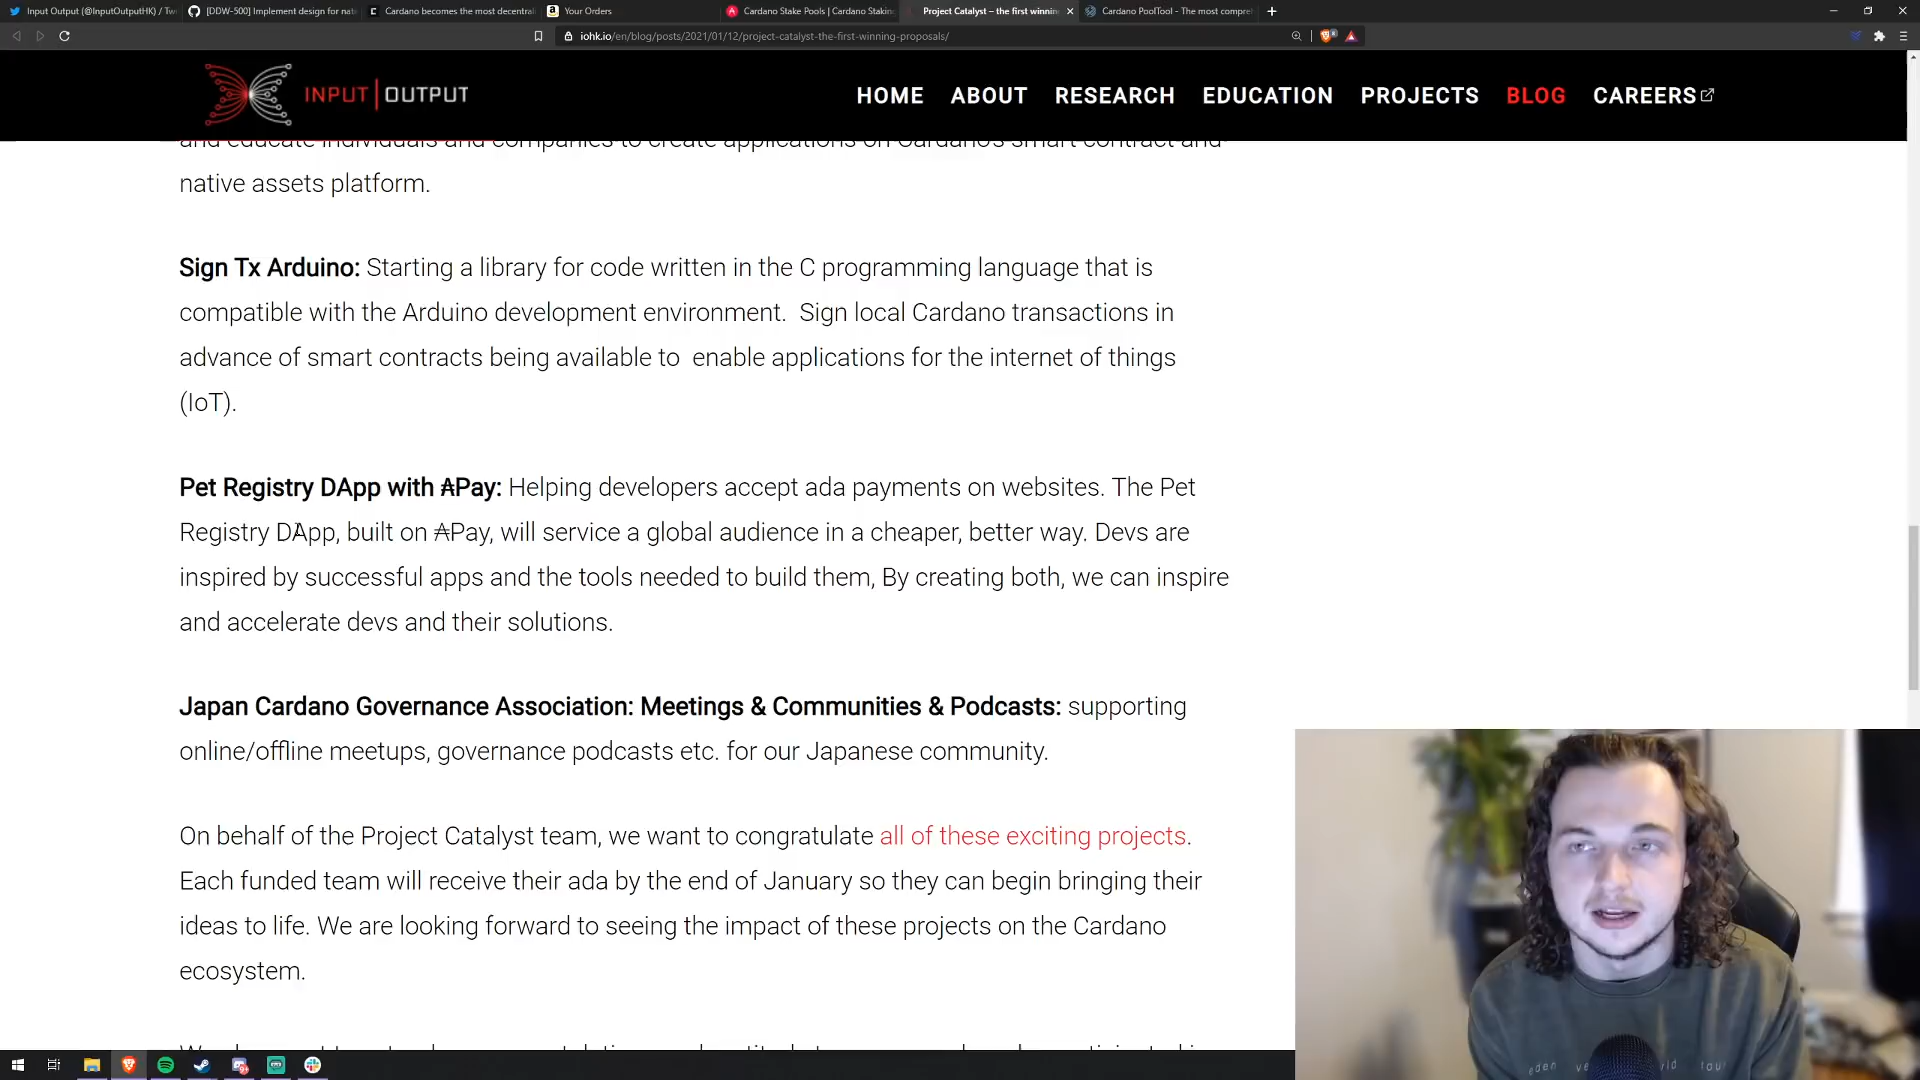 Input Output (@InputOutputHK) / Tw
[DDW-500] Implement design for nat
Cardano becomes the most decentral
Your Orders
Cardano Stake Pools | Cardano Stakin
Project Catalyst – the first winnin
Cardano PoolTool - The most compre
iohk.io/en/blog/posts/2021/01/12/project-catalyst-the-first-winning-proposals/
INPUT | OUTPUT
HOME ABOUT RESEARCH EDUCATION PROJECTS BLOG CAREERS
and educate individuals and companies to create applications on Cardano's smart contract and
native assets platform.
Sign Tx Arduino: Starting a library for code written in the C programming language that is
compatible with the Arduino development environment. Sign local Cardano transactions in
advance of smart contracts being available to enable applications for the internet of things
(IoT).
Pet Registry DApp with ₳Pay: Helping developers accept ada payments on websites. The Pet
Registry DApp, built on ₳Pay, will service a global audience in a cheaper, better way. Devs are
inspired by successful apps and the tools needed to build them, By creating both, we can inspire
and accelerate devs and their solutions.
Japan Cardano Governance Association: Meetings & Communities & Podcasts: supporting
online/offline meetups, governance podcasts etc. for our Japanese community.
On behalf of the Project Catalyst team, we want to congratulate all of these exciting projects.
Each funded team will receive their ada by the end of January so they can begin bringing their
ideas to life. We are looking forward to seeing the impact of these projects on the Cardano
ecosystem.
eden
tour